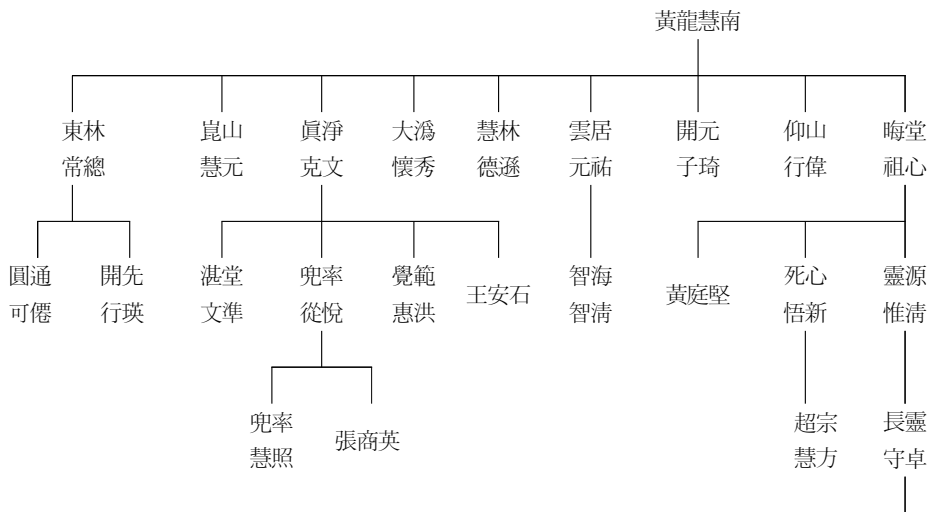 黃龍慧南
東林
常總
崑山
慧元
眞淨
克文
大潙
懷秀
慧林
德遜
雲居
元祐
開元
子琦
仰山
行偉
晦堂
祖心
圓通
可僊
開先
行瑛
湛堂
文準
兜率
從悅
覺範
惠洪
王安石
智海
智淸
黃庭堅
死心
悟新
靈源
惟淸
兜率
慧照
張商英
超宗
慧方
長靈
守卓